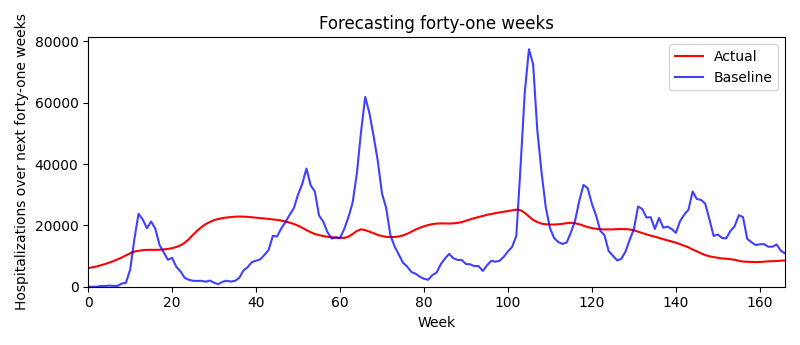 Forecasting forty-one weeks
Hospitalizations over next forty-one weeks
80000
60000
40000
20000
0
0 20 40 60 80 100 120 140 160
Week
Actual
Baseline